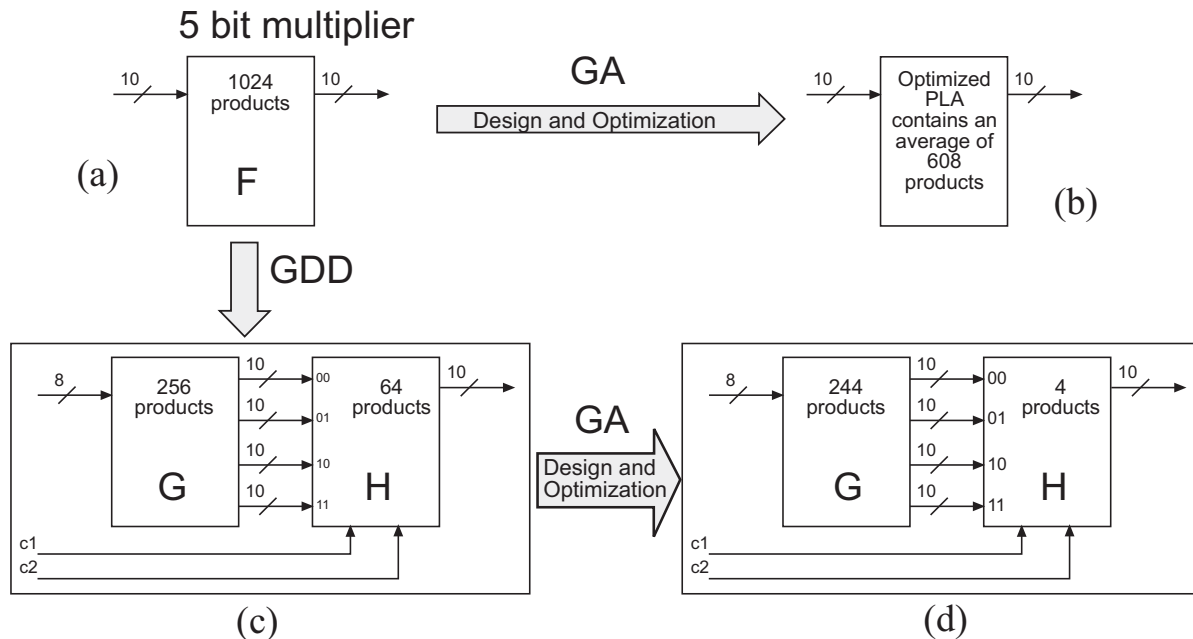 5 bit multiplier
10
1024
products
F
10
(a)
GA
Design and Optimization
10
Optimized
PLA
contains an
average of
608
products
10
(b)
GDD
8
256
products
G
10
10
10
10
00
01
10
11
64
products
H
10
c1
c2
(c)
GA
Design and
Optimization
8
244
products
G
10
10
10
10
00
01
10
11
4
products
H
10
c1
c2
(d)